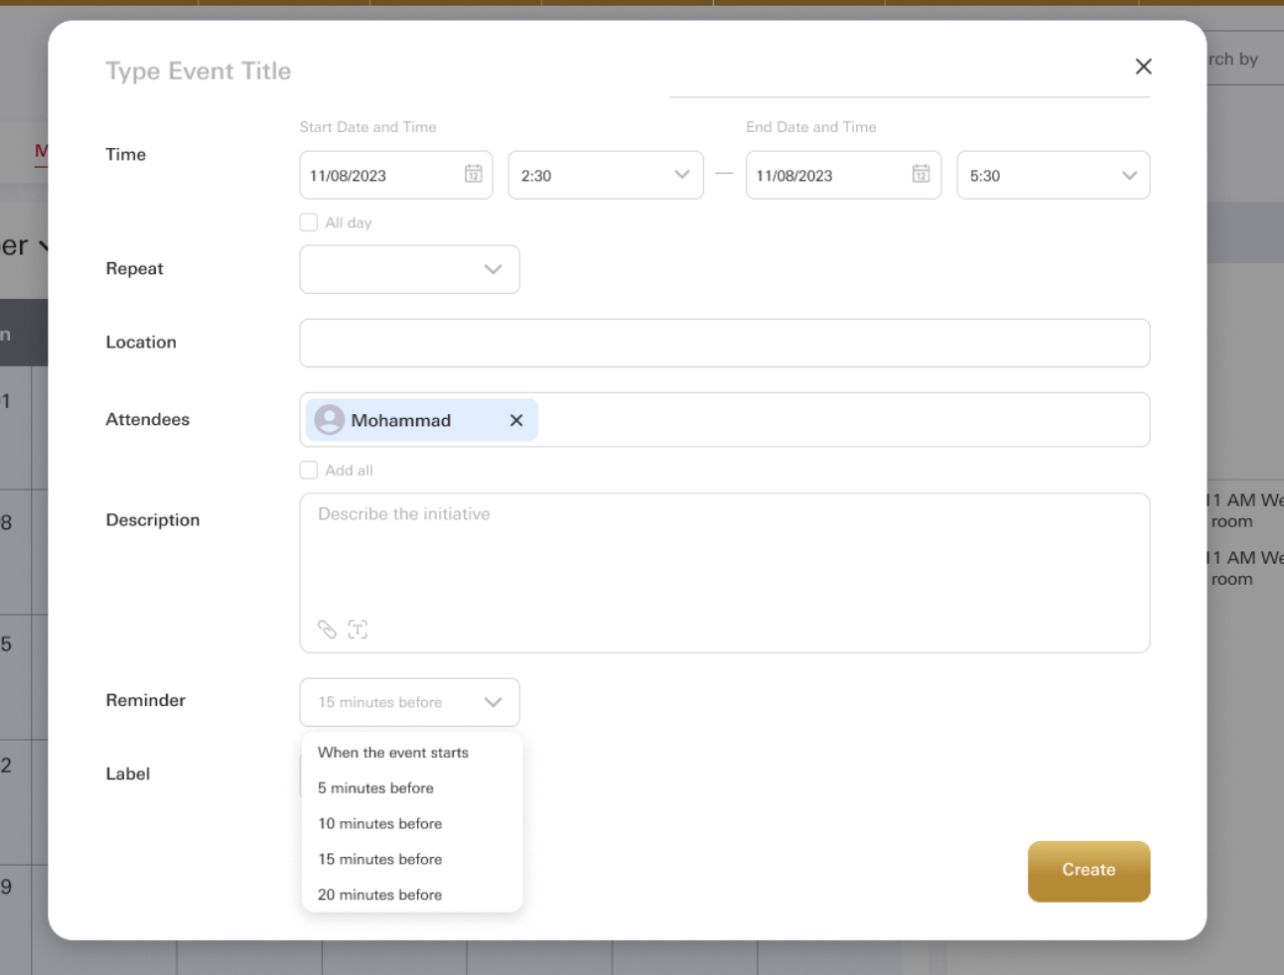 rch by
Type Event Title
Start Date and Time
End Date and Time
Time
11/08/2023
12
2:30
11/08/2023
12
5:30
All day
Repeat
Location
Attendees
Mohammad
Add all
Description
Describe the initiative
T
11 AM We
room
11 AM We
room
Reminder
15 minutes before
When the event starts
Label
5 minutes before
10 minutes before
15 minutes before
20 minutes before
Create
M
er
n
1
8
5
2
9